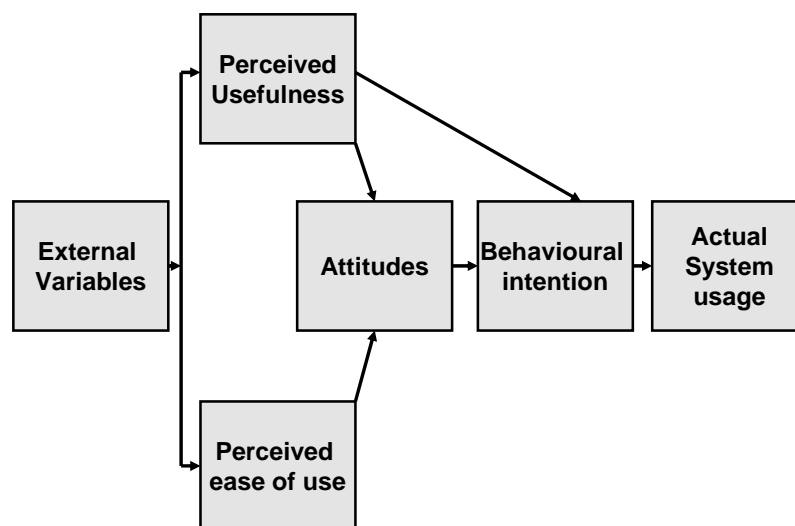 Perceived
Usefulness
External
Variables
Attitudes
Behavioural
intention
Actual
System
usage
Perceived
ease of use